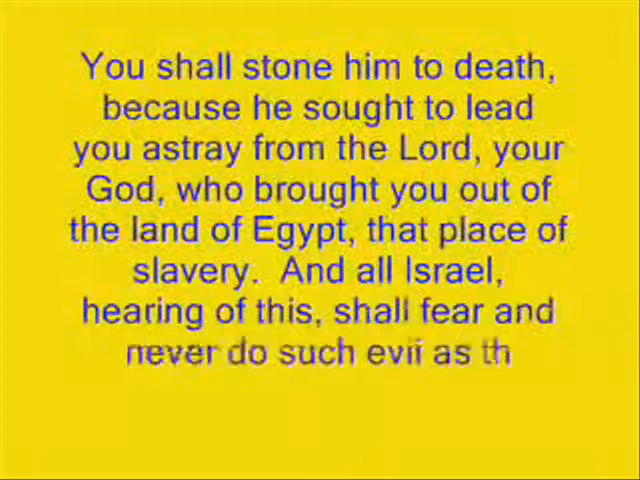 You shall stone him to death,
because he sought to lead
you astray from the Lord, your
God, who brought you out of
the land of Egypt, that place of
slavery.  And all Israel,
hearing of this, shall fear and
never do such evil as th